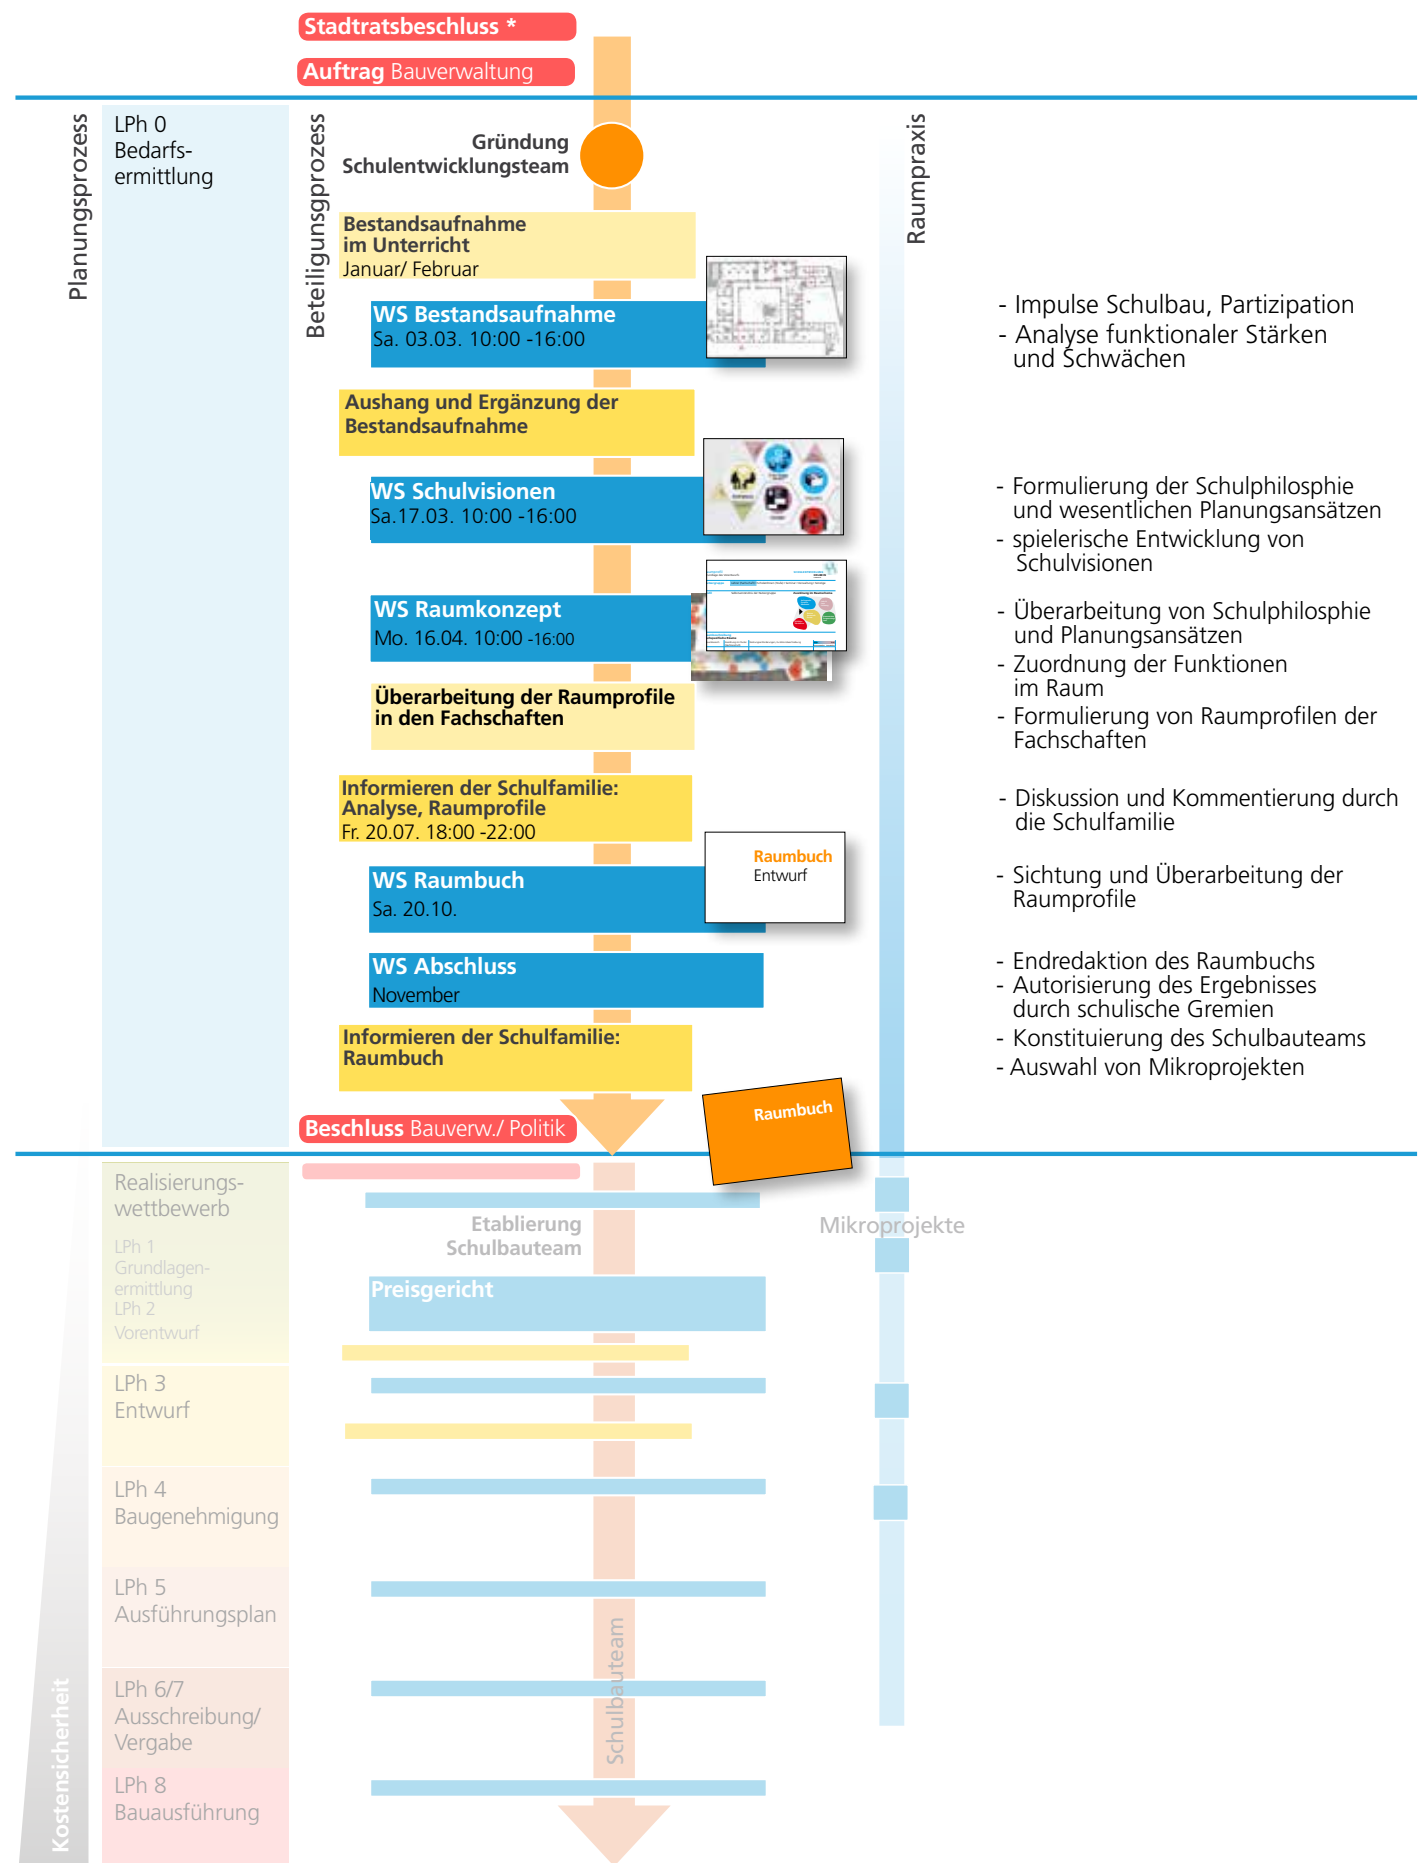 Stadtratsbeschluss *
Auftrag Bauverwaltung
Planungsprozess
LPh 0
Bedarfs-
ermittlung
Beteiligunsgprozess
Gründung
Schulentwicklungsteam
Raumpraxis
Bestandsaufnahme
im Unterricht
Januar/ Februar
WS Bestandsaufnahme
Sa. 03.03. 10:00 -16:00
- Impulse Schulbau, Partizipation
- Analyse funktionaler Stärken
und Schwächen
Aushang und Ergänzung der
Bestandsaufnahme
WS Schulvisionen
Sa.17.03. 10:00 -16:00
- Formulierung der Schulphilosphie
und wesentlichen Planungsansätzen
- spielerische Entwicklung von
Schulvisionen
WS Raumkonzept
Mo. 16.04. 10:00 -16:00
- Überarbeitung von Schulphilosphie
und Planungsansätzen
- Zuordnung der Funktionen
im Raum
- Formulierung von Raumprofilen der
Fachschaften
Überarbeitung der Raumprofile
in den Fachschaften
Informieren der Schulfamilie:
Analyse, Raumprofile
Fr. 20.07. 18:00 -22:00
- Diskussion und Kommentierung durch
die Schulfamilie
WS Raumbuch
Sa. 20.10.
Raumbuch
Entwurf
- Sichtung und Überarbeitung der
Raumprofile
WS Abschluss
November
- Endredaktion des Raumbuchs
- Autorisierung des Ergebnisses
durch schulische Gremien
- Konstituierung des Schulbauteams
- Auswahl von Mikroprojekten
Informieren der Schulfamilie:
Raumbuch
Beschluss Bauverw./ Politik
Raumbuch
Realisierungs-
wettbewerb
LPh 1
Grundlagen-
ermittlung
LPh 2
Vorentwurf
Etablierung
Schulbauteam
Mikroprojekte
Preisgericht
LPh 3
Entwurf
LPh 4
Baugenehmigung
LPh 5
Ausführungsplan
LPh 6/7
Ausschreibung/
Vergabe
LPh 8
Bauausführung
Schulbauteam
Kostensicherheit